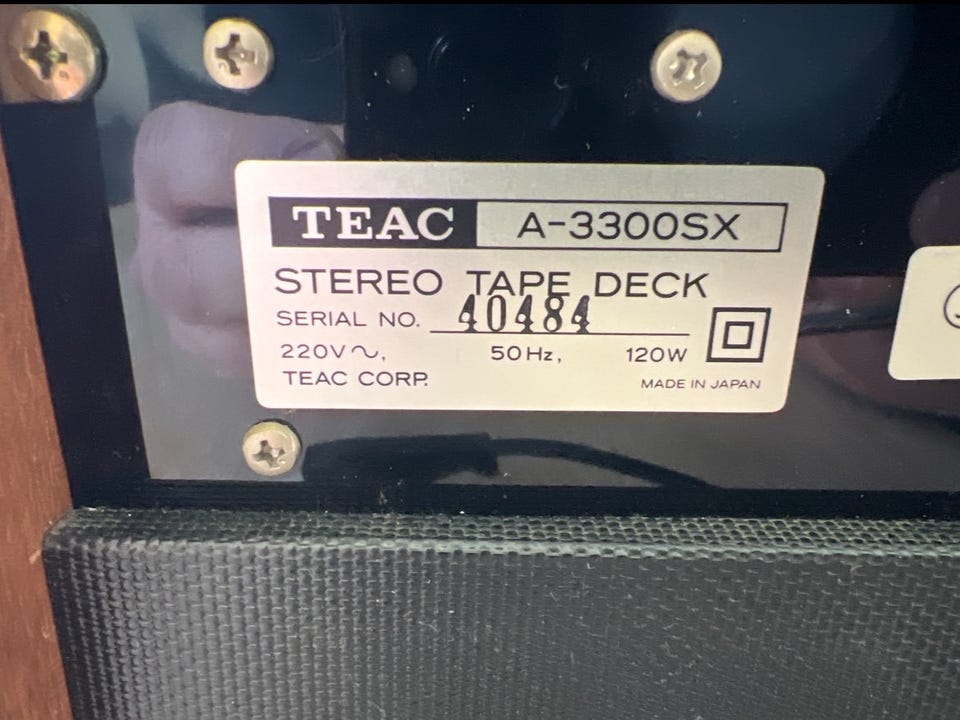 TEAC A-3300SX
STEREO TAPE DECK
SERIAL NO. 40484
220V∿, 50Hz, 120W
TEAC CORP.
MADE IN JAPAN